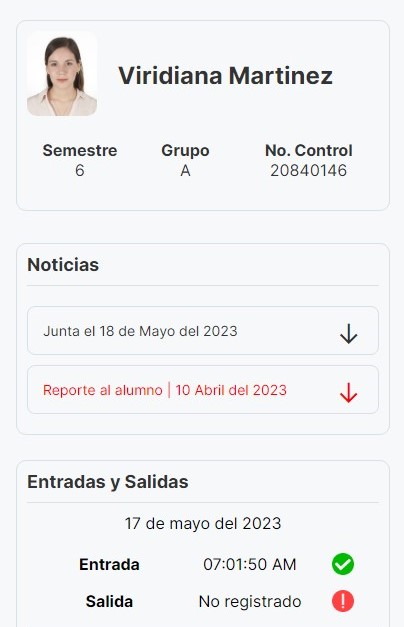 Viridiana Martinez
Semestre Grupo No. Control
6 A 20840146
Noticias
Junta el 18 de Mayo del 2023
Reporte al alumno | 10 Abril del 2023
Entradas y Salidas
17 de mayo del 2023
Entrada 07:01:50 AM
Salida No registrado